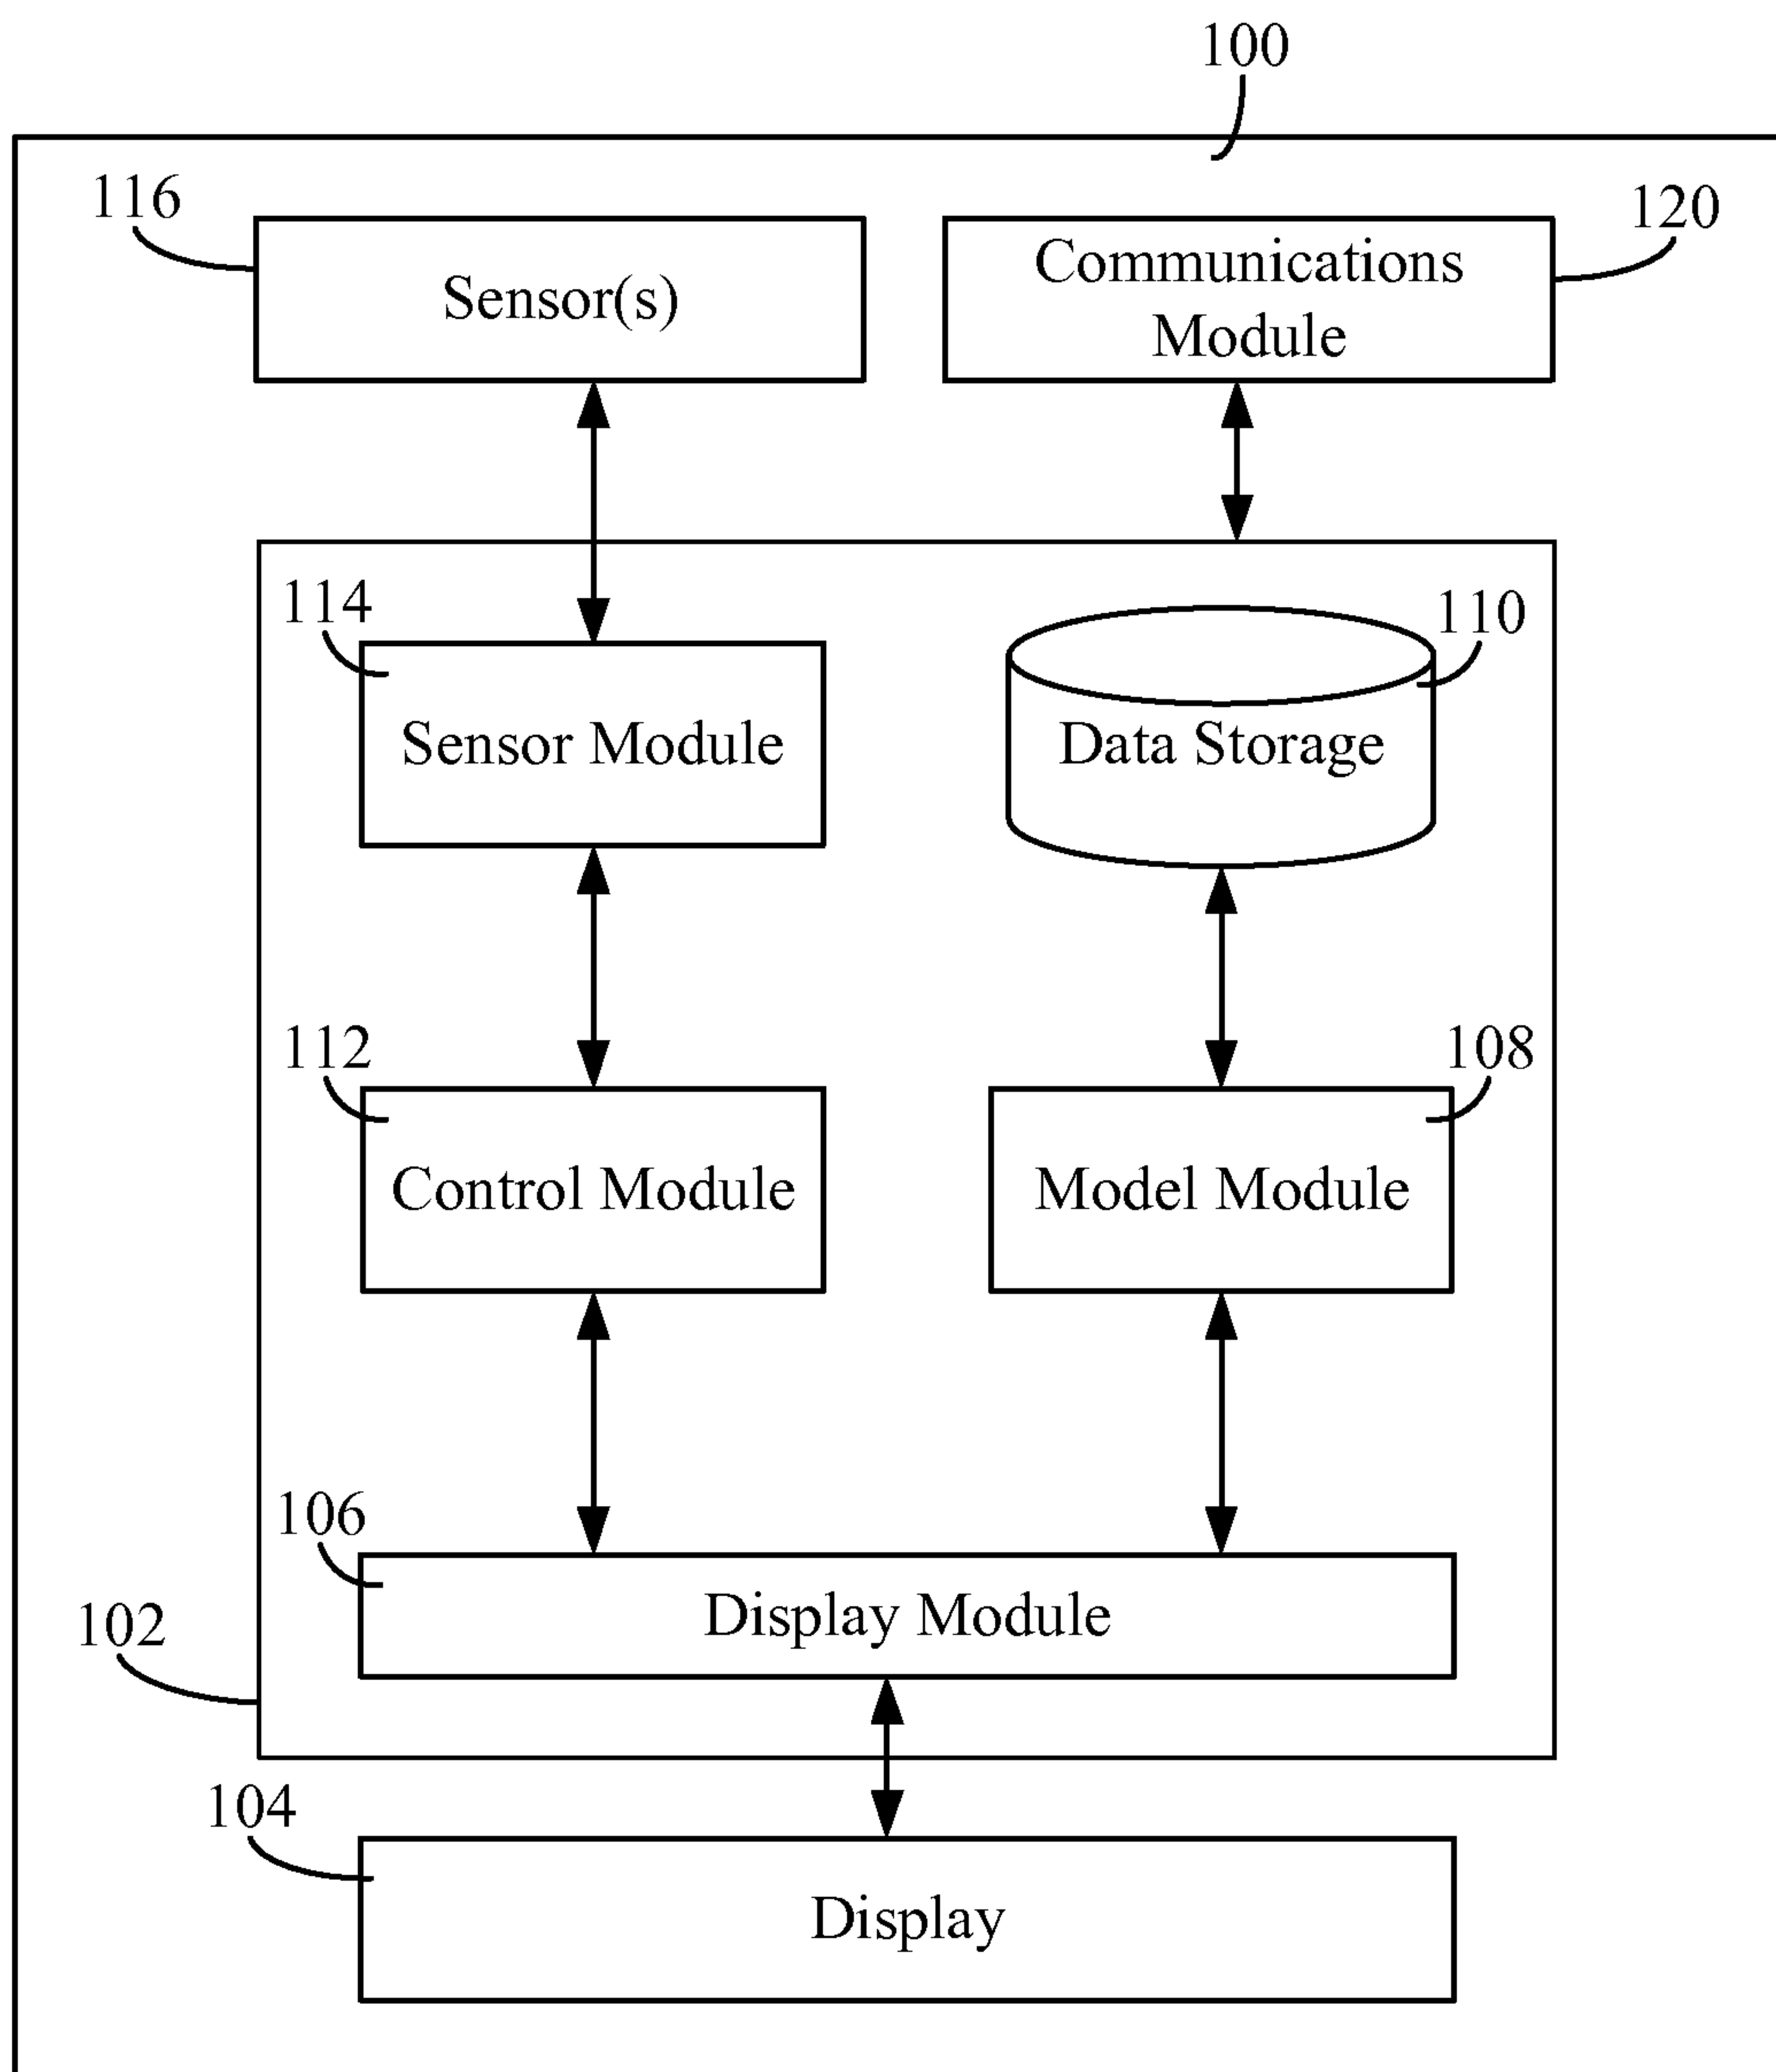 100
116
120
Sensor(s)
Communications
Module
114
110
Sensor Module
Data Storage
112
108
Control Module
Model Module
106
Display Module
102
104
Display